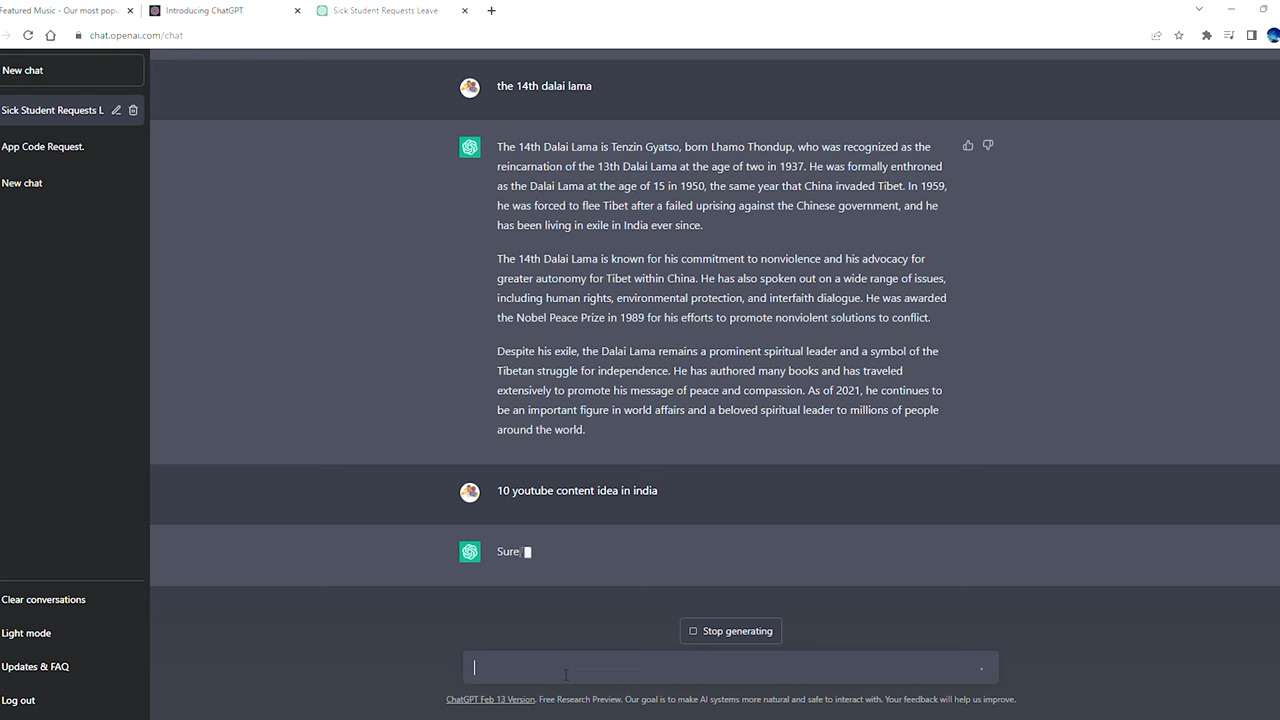 Featured Music - Our most popu
Introducing ChatGPT
Sick Student Requests Leave
chat.openai.com/chat
New chat
Sick Student Requests L
App Code Request.
New chat
the 14th dalai lama
The 14th Dalai Lama is Tenzin Gyatso, born Lhamo Thondup, who was recognized as the
reincarnation of the 13th Dalai Lama at the age of two in 1937. He was formally enthroned
as the Dalai Lama at the age of 15 in 1950, the same year that China invaded Tibet. In 1959,
he was forced to flee Tibet after a failed uprising against the Chinese government, and he
has been living in exile in India ever since.
The 14th Dalai Lama is known for his commitment to nonviolence and his advocacy for
greater autonomy for Tibet within China. He has also spoken out on a wide range of issues,
including human rights, environmental protection, and interfaith dialogue. He was awarded
the Nobel Peace Prize in 1989 for his efforts to promote nonviolent solutions to conflict.
Despite his exile, the Dalai Lama remains a prominent spiritual leader and a symbol of the
Tibetan struggle for independence. He has authored many books and has traveled
extensively to promote his message of peace and compassion. As of 2021, he continues to
be an important figure in world affairs and a beloved spiritual leader to millions of people
around the world.
10 youtube content idea in india
Sure
Stop generating
Clear conversations
Light mode
Updates & FAQ
Log out
ChatGPT Feb 13 Version. Free Research Preview. Our goal is to make AI systems more natural and safe to interact with. Your feedback will help us improve.